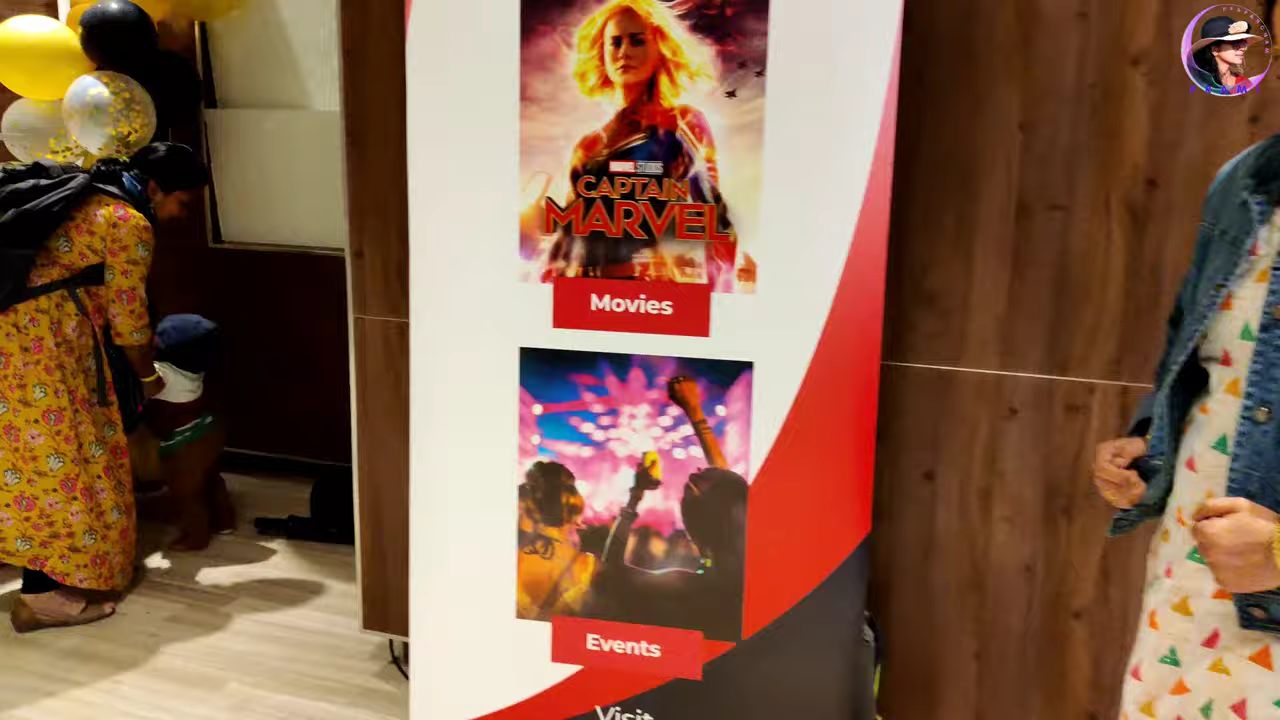 MARVEL STUDIOS
CAPTAIN
MARVEL
Movies
Events
Visit